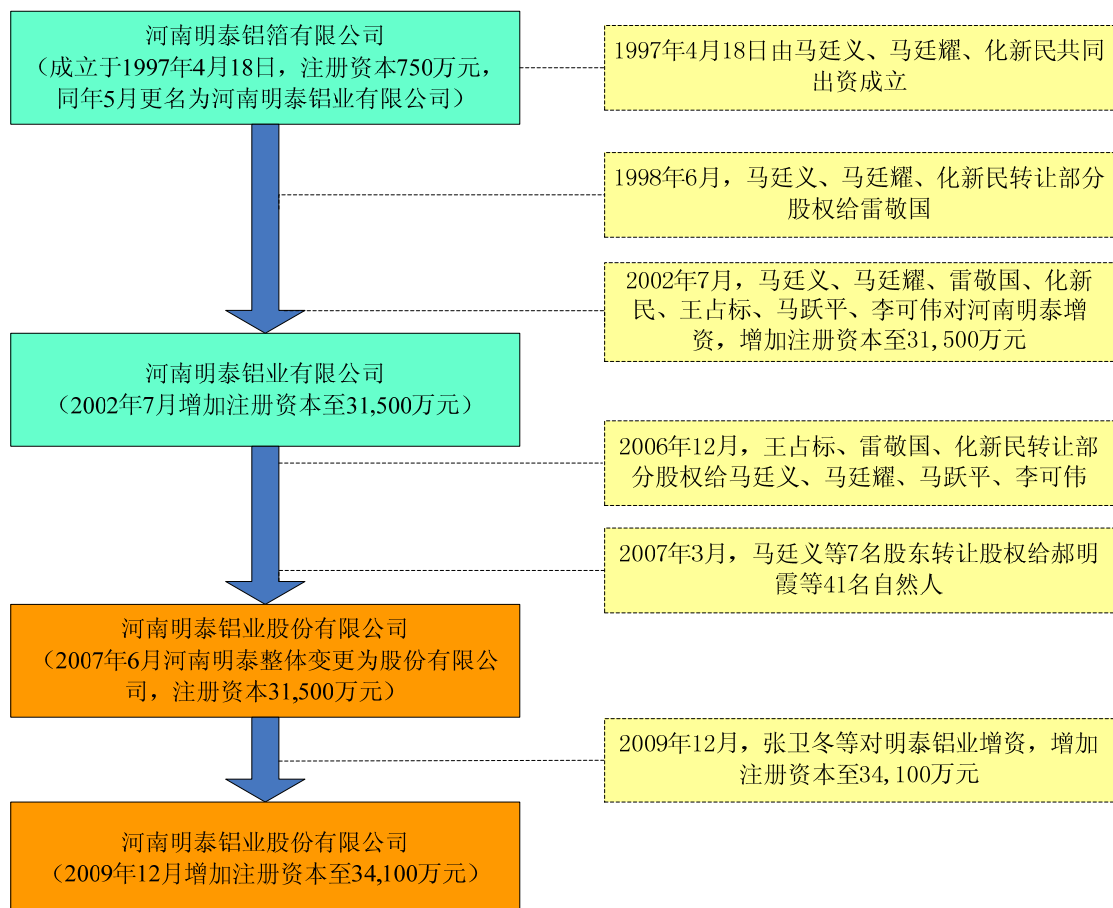 河南明泰铝箔有限公司
（成立于1997年4月18日，注册资本750万元，
同年5月更名为河南明泰铝业有限公司）
1997年4月18日由马廷义、马廷耀、化新民共同
出资成立
1998年6月，马廷义、马廷耀、化新民转让部分
股权给雷敬国
2002年7月，马廷义、马廷耀、雷敬国、化新
民、王占标、马跃平、李可伟对河南明泰增
资，增加注册资本至31,500万元
河南明泰铝业有限公司
（2002年7月增加注册资本至31,500万元）
2006年12月，王占标、雷敬国、化新民转让部
分股权给马廷义、马廷耀、马跃平、李可伟
2007年3月，马廷义等7名股东转让股权给郝明
霞等41名自然人
河南明泰铝业股份有限公司
（2007年6月河南明泰整体变更为股份有限公
司，注册资本31,500万元）
2009年12月，张卫冬等对明泰铝业增资，增加
注册资本至34,100万元
河南明泰铝业股份有限公司
（2009年12月增加注册资本至34,100万元）